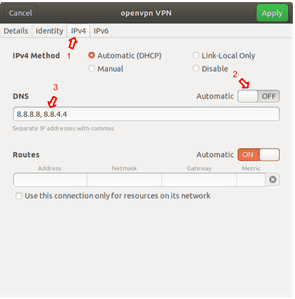 Cancel openvpn VPN Apply
Details Identity IPv4 IPv6
1
IPv4 Method Automatic (DHCP) Link-Local Only
Manual Disable
2
DNS Automatic OFF
3
8.8.8.8, 8.8.4.4
Separate IP addresses with commas
Routes Automatic ON
Address Netmask Gateway Metric
Use this connection only for resources on its network